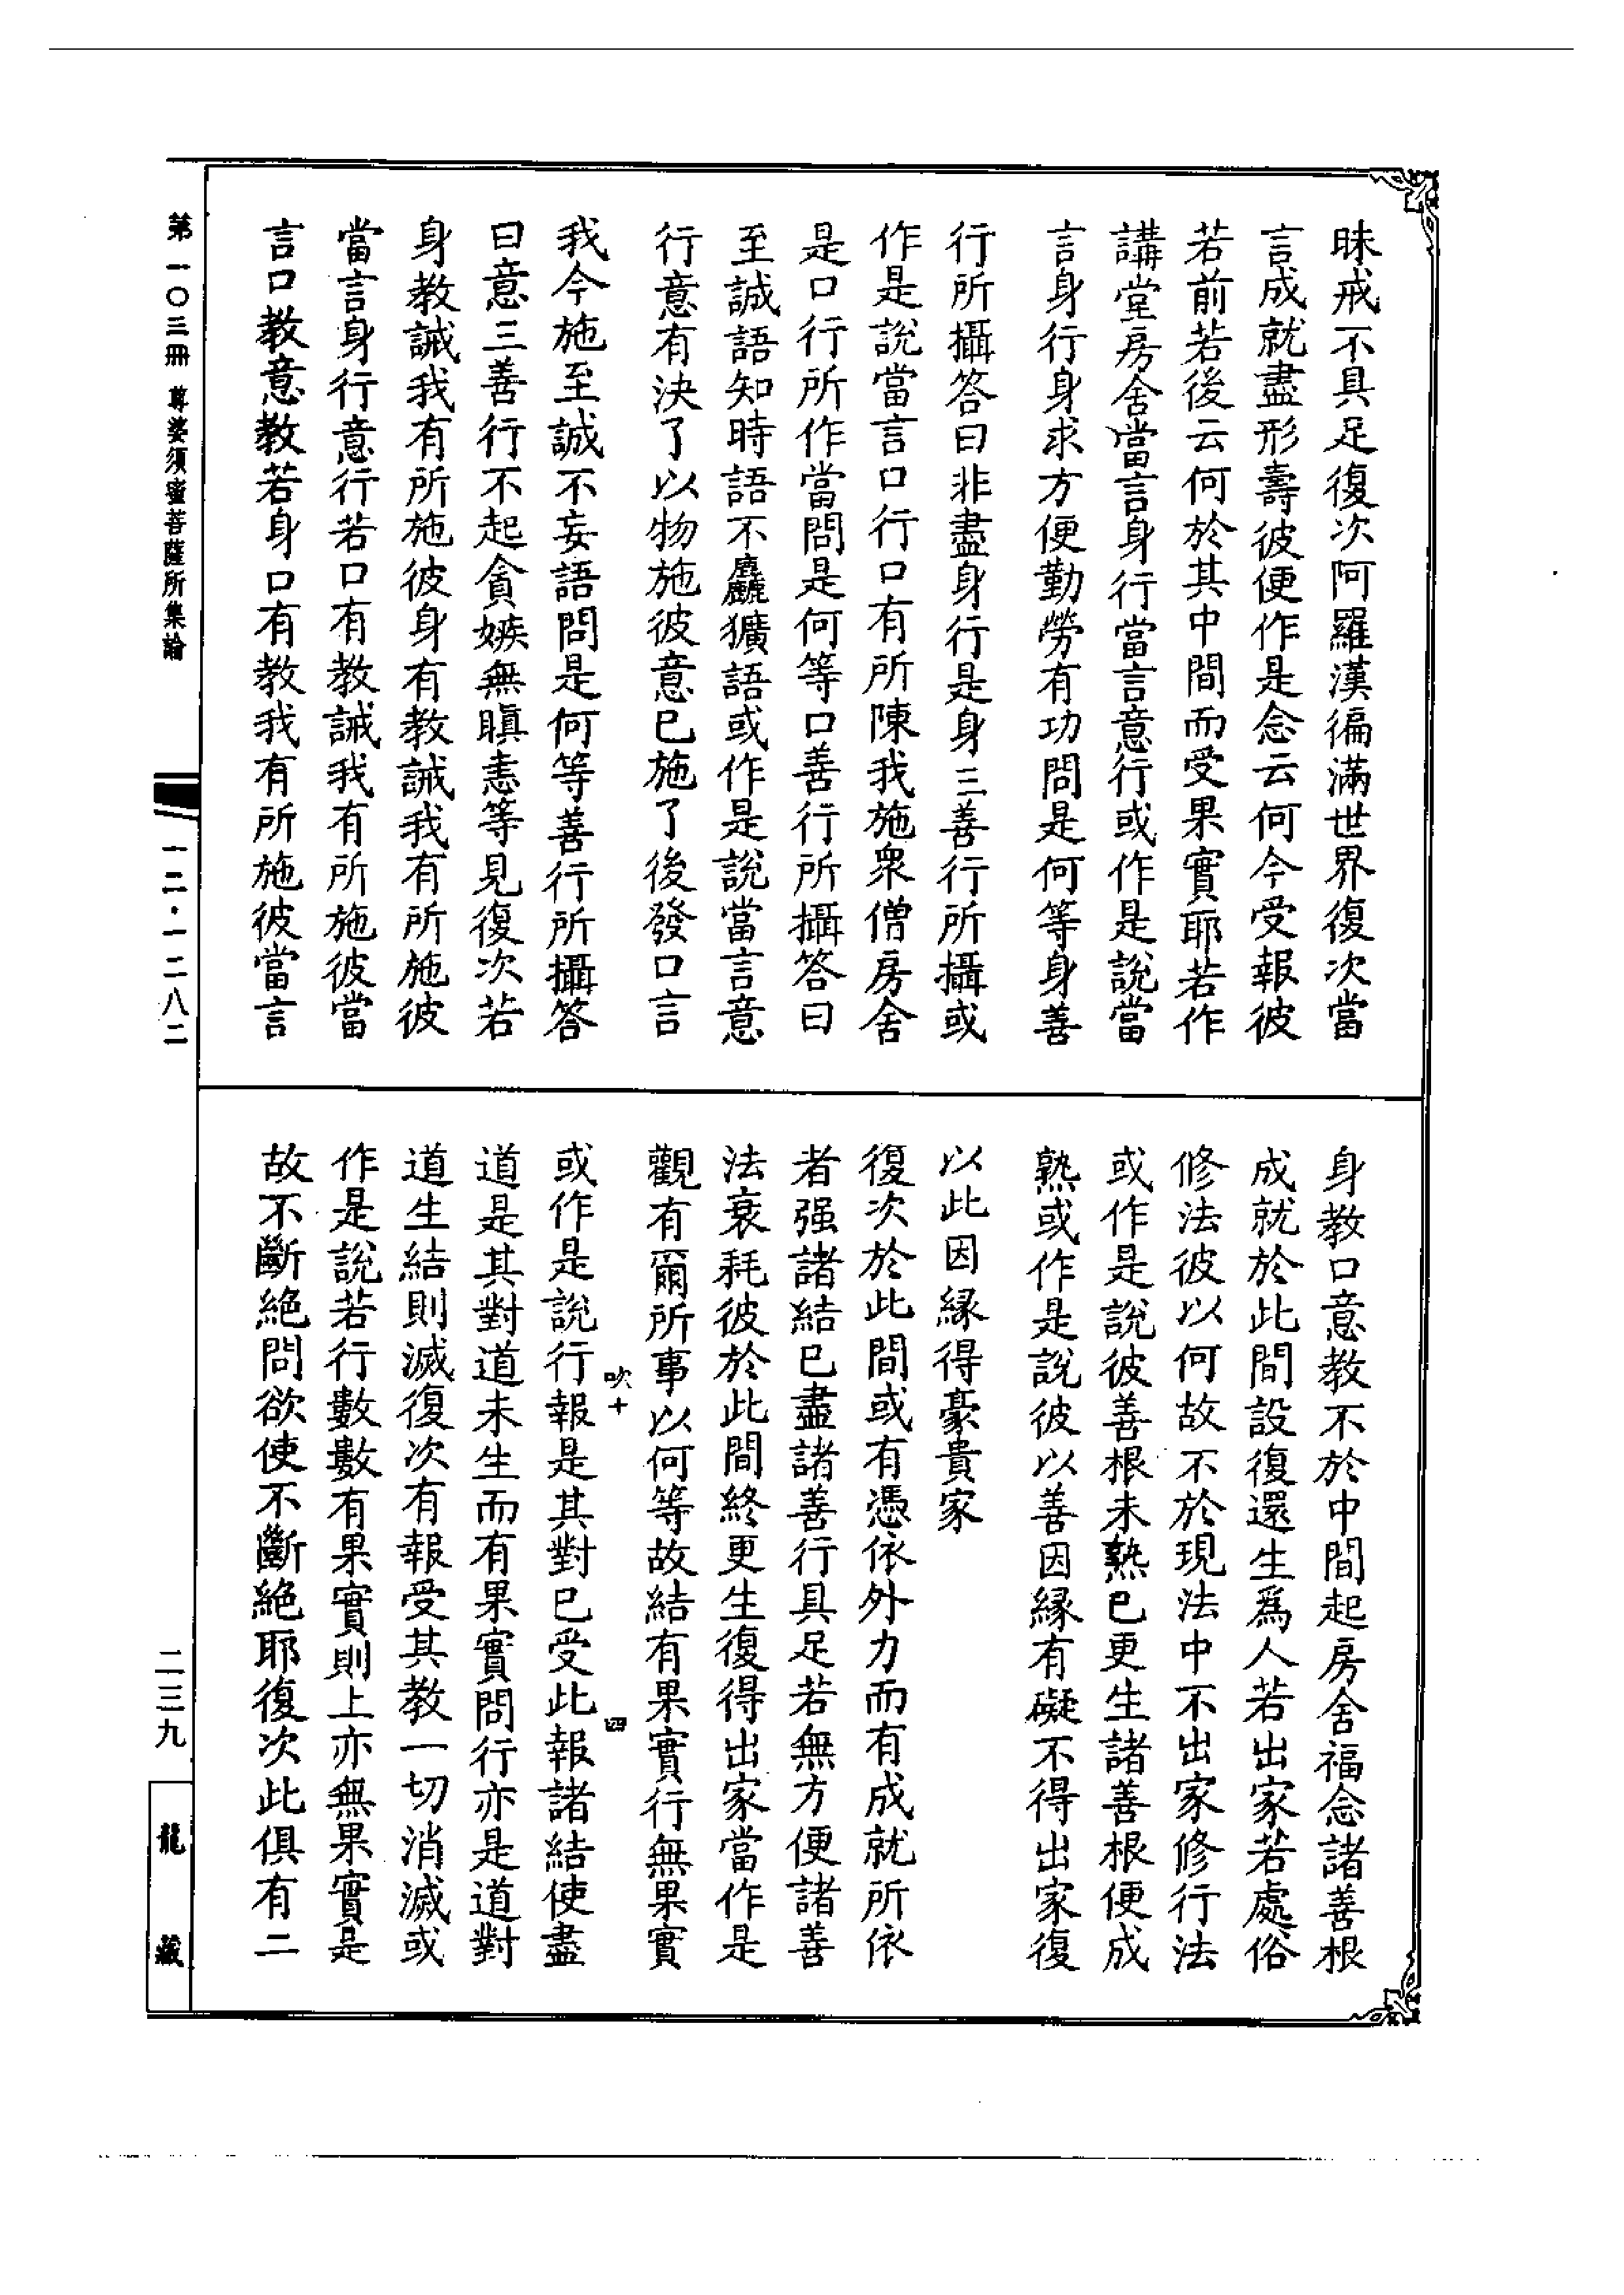 昧戒不具足復次阿羅漢徧滿世界復次當
言成就盡形壽彼便作是念云何今受報彼
若前若後云何於其中間而受果實耶若作
講堂房舍當言身行當言意行或作是說當
言身行身求方便勤勞有功問是何等身善
行所攝答曰非盡身行是身三善行所攝或
作是說當言口行口有所陳我施衆僧房舍
是口行所作當問是何等口善行所攝答曰
至誠語知時語不麤獷語或作是說當言意
行意有決了以物施彼意已施了後發口言
我今施至誠不妄語問是何等善行所攝答
曰意三善行不起貪嫉無瞋恚等見復次若
身教誡我有所施彼身有教誡我有所施彼
當言身行意行若口有教誡我有所施彼當
言口教意教若身口有教我有所施彼當言
身教口意教不於中間起房舍福念諸善根
成就於此間設復還生爲人若出家若處俗
修法彼以何故不於現法中不出家修行法
或作是說彼善根未熟已更生諸善根便成
熟或作是說彼以善因緣有礙不得出家復
以此因緣得豪貴家
復次於此間或有憑依外力而有成就所依
者强諸結已盡諸善行具足若無方便諸善
法衰耗彼於此間終更生復得出家當作是
觀有爾所事以何等故結有果實行無果實
吹十 四
或作是說行報是其對已受此報諸結使盡
道是其對道未生而有果實問行亦是道對
道生結則滅復次有報受其教一切消滅或
作是說若行數數有果實則上亦無果實是
故不斷絶問欲使不斷絶耶復次此俱有二
第一〇三冊 尊婆須蜜菩薩所集論
一二·一二八二
二三九
龍藏